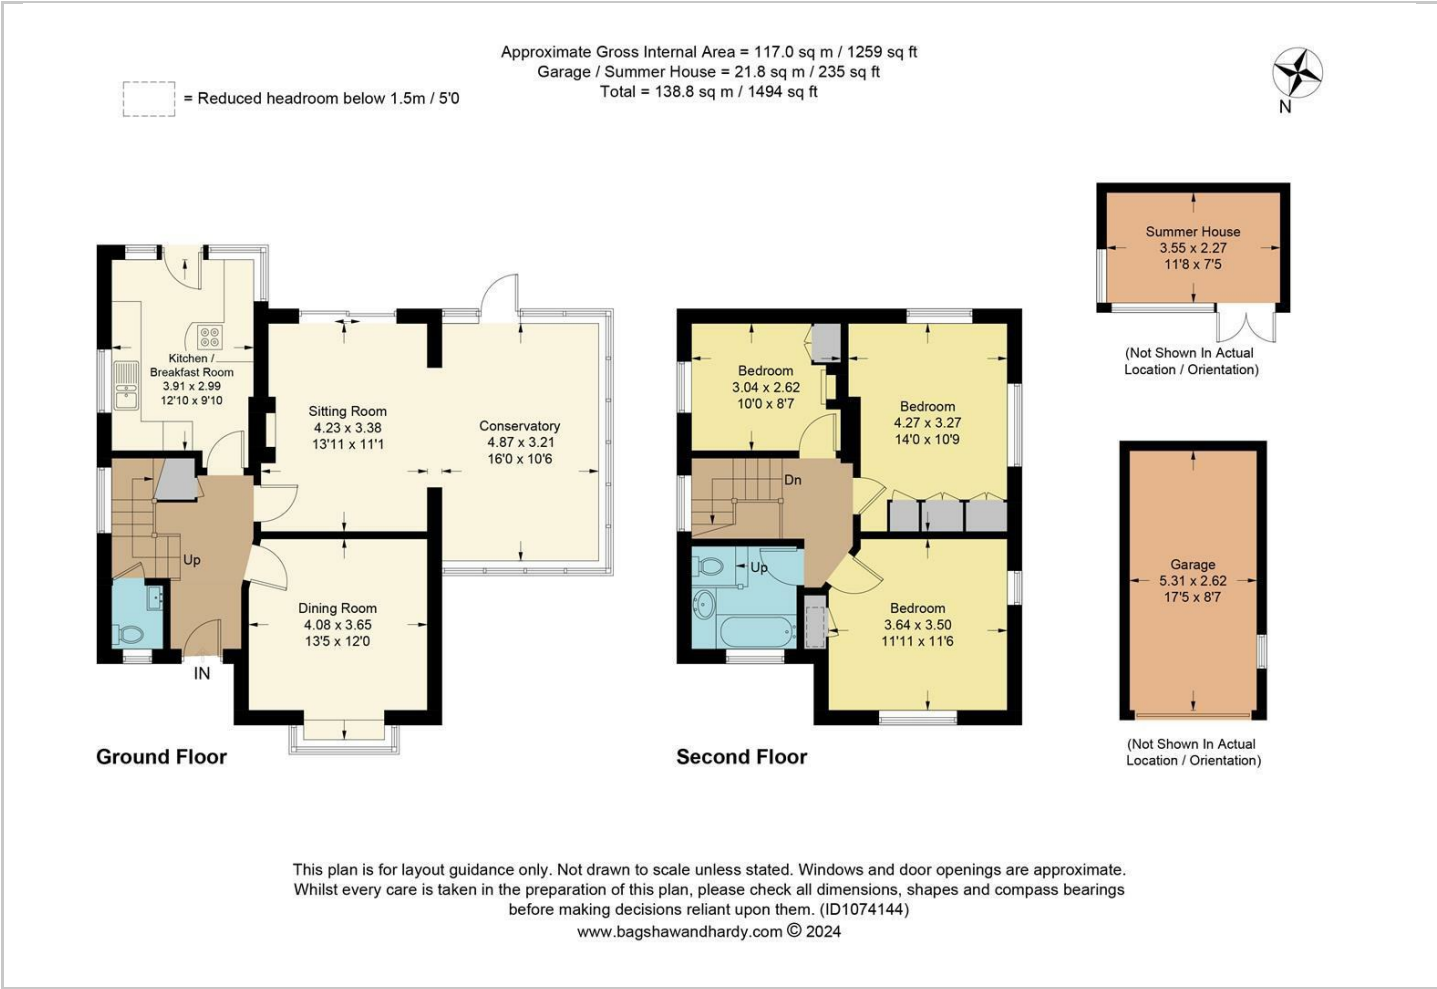 Approximate Gross Internal Area = 117.0 sq m / 1259 sq ft
Garage / Summer House = 21.8 sq m / 235 sq ft
Total = 138.8 sq m / 1494 sq ft
= Reduced headroom below 1.5m / 5'0
N
Kitchen /
Breakfast Room
3.91 x 2.99
12'10 x 9'10
Sitting Room
4.23 x 3.38
13'11 x 11'1
Conservatory
4.87 x 3.21
16'0 x 10'6
Up
Dining Room
4.08 x 3.65
13'5 x 12'0
IN
Ground Floor
Bedroom
3.04 x 2.62
10'0 x 8'7
Bedroom
4.27 x 3.27
14'0 x 10'9
Dn
Up
Bedroom
3.64 x 3.50
11'11 x 11'6
Second Floor
Summer House
3.55 x 2.27
11'8 x 7'5
(Not Shown In Actual
Location / Orientation)
Garage
5.31 x 2.62
17'5 x 8'7
(Not Shown In Actual
Location / Orientation)
This plan is for layout guidance only. Not drawn to scale unless stated. Windows and door openings are approximate.
Whilst every care is taken in the preparation of this plan, please check all dimensions, shapes and compass bearings
before making decisions reliant upon them. (ID1074144)
www.bagshawandhardy.com © 2024